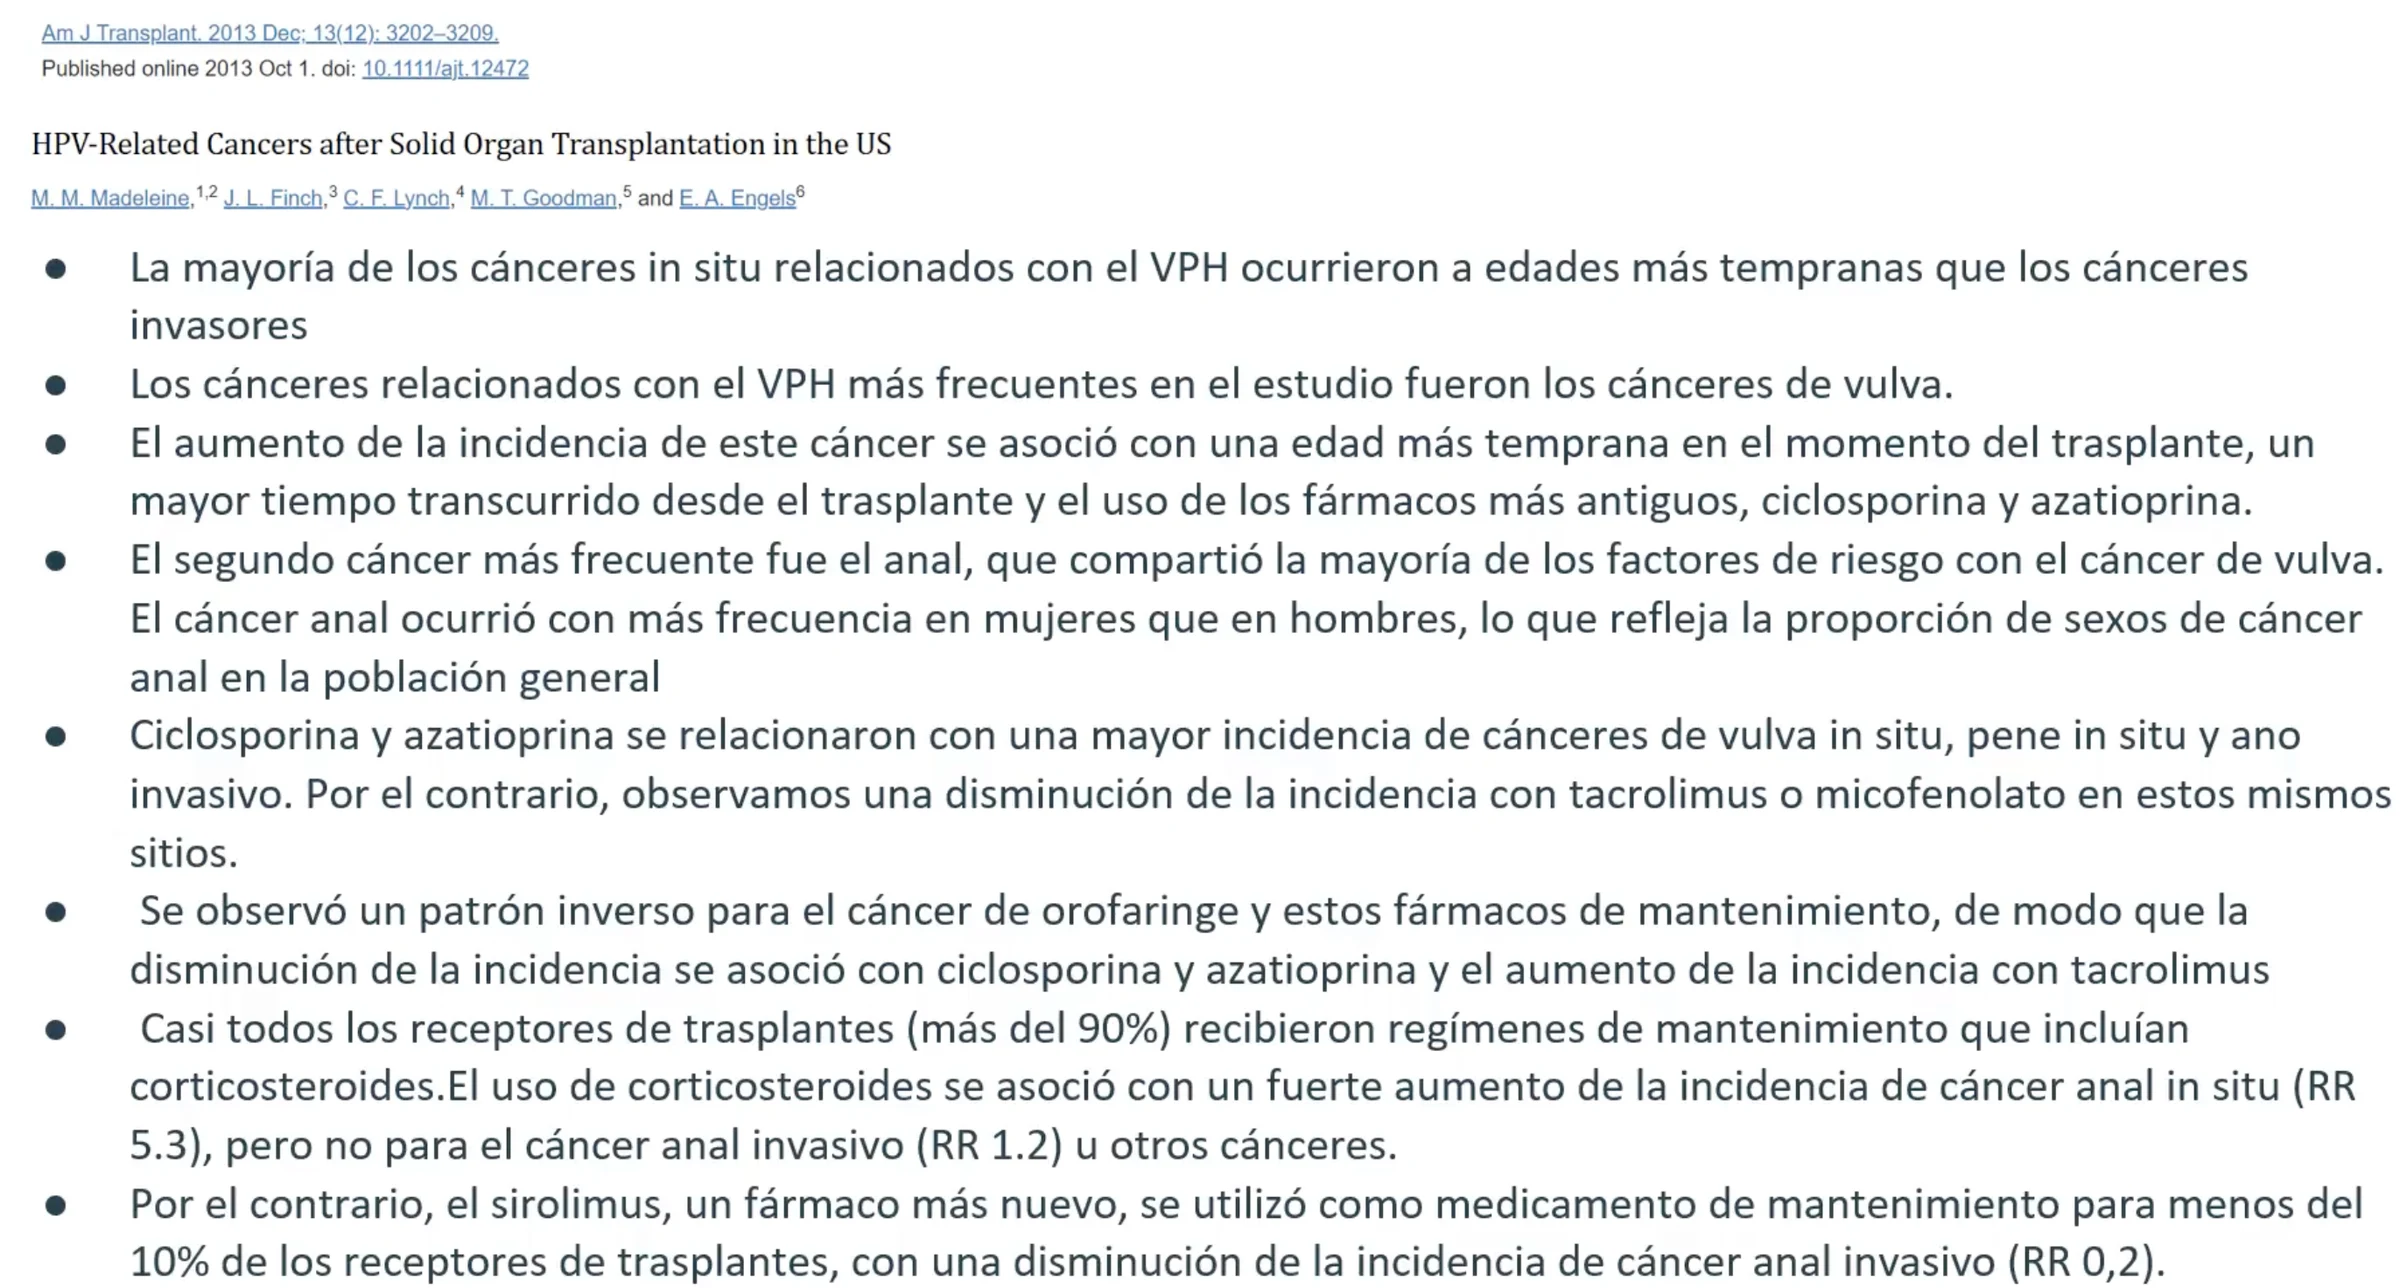 Am J Transplant. 2013 Dec; 13(12): 3202–3209.
Published online 2013 Oct 1. doi: 10.1111/ajt.12472
HPV-Related Cancers after Solid Organ Transplantation in the US
M. M. Madeleine,1,2 J. L. Finch,3 C. F. Lynch,4 M. T. Goodman,5 and E. A. Engels6
● La mayoría de los cánceres in situ relacionados con el VPH ocurrieron a edades más tempranas que los cánceres
invasores
● Los cánceres relacionados con el VPH más frecuentes en el estudio fueron los cánceres de vulva.
● El aumento de la incidencia de este cáncer se asoció con una edad más temprana en el momento del trasplante, un
mayor tiempo transcurrido desde el trasplante y el uso de los fármacos más antiguos, ciclosporina y azatioprina.
● El segundo cáncer más frecuente fue el anal, que compartió la mayoría de los factores de riesgo con el cáncer de vulva.
El cáncer anal ocurrió con más frecuencia en mujeres que en hombres, lo que refleja la proporción de sexos de cáncer
anal en la población general
● Ciclosporina y azatioprina se relacionaron con una mayor incidencia de cánceres de vulva in situ, pene in situ y ano
invasivo. Por el contrario, observamos una disminución de la incidencia con tacrolimus o micofenolato en estos mismos
sitios.
● Se observó un patrón inverso para el cáncer de orofaringe y estos fármacos de mantenimiento, de modo que la
disminución de la incidencia se asoció con ciclosporina y azatioprina y el aumento de la incidencia con tacrolimus
● Casi todos los receptores de trasplantes (más del 90%) recibieron regímenes de mantenimiento que incluían
corticosteroides.El uso de corticosteroides se asoció con un fuerte aumento de la incidencia de cáncer anal in situ (RR
5.3), pero no para el cáncer anal invasivo (RR 1.2) u otros cánceres.
● Por el contrario, el sirolimus, un fármaco más nuevo, se utilizó como medicamento de mantenimiento para menos del
10% de los receptores de trasplantes, con una disminución de la incidencia de cáncer anal invasivo (RR 0,2).